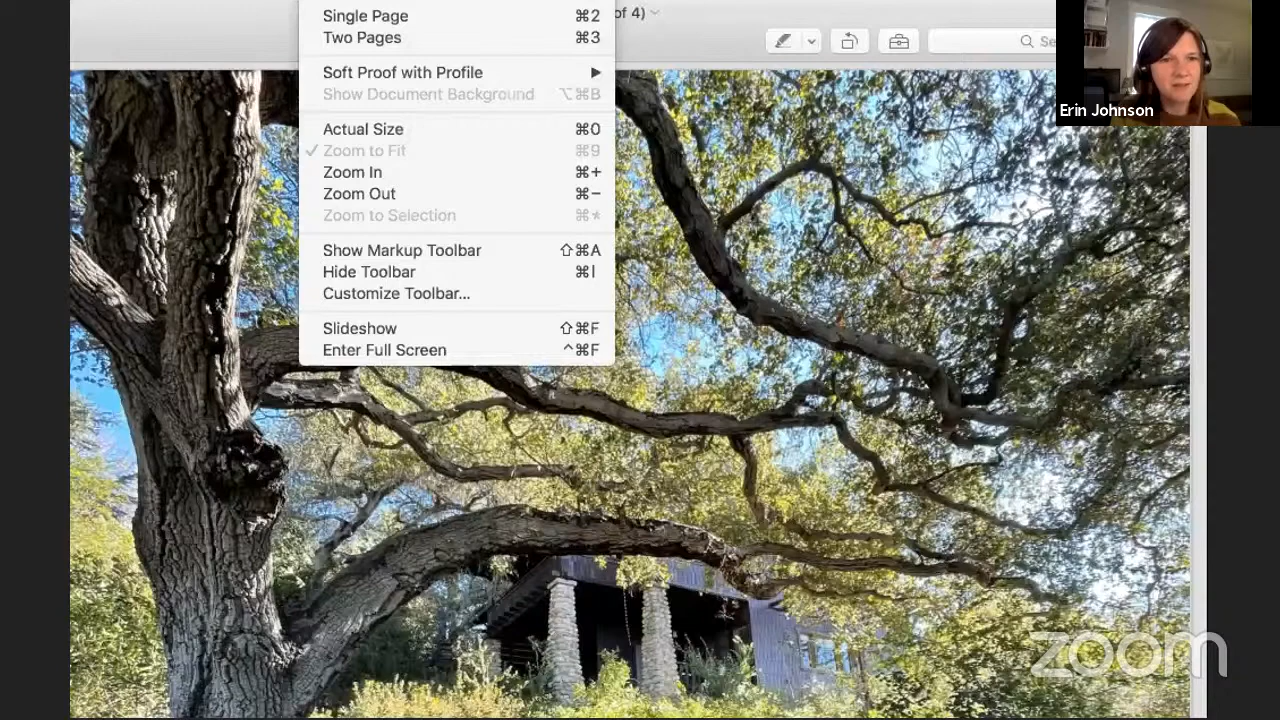 of 4)
Single Page ⌘2
Two Pages ⌘3
Soft Proof with Profile ▶
Show Document Background ⌥⌘B
Actual Size ⌘0
✓ Zoom to Fit ⌘9
Zoom In ⌘+
Zoom Out ⌘−
Zoom to Selection ⌘*
Show Markup Toolbar ⇧⌘A
Hide Toolbar ⌘I
Customize Toolbar...
Slideshow ⇧⌘F
Enter Full Screen ^⌘F
Se
Erin Johnson
zoom